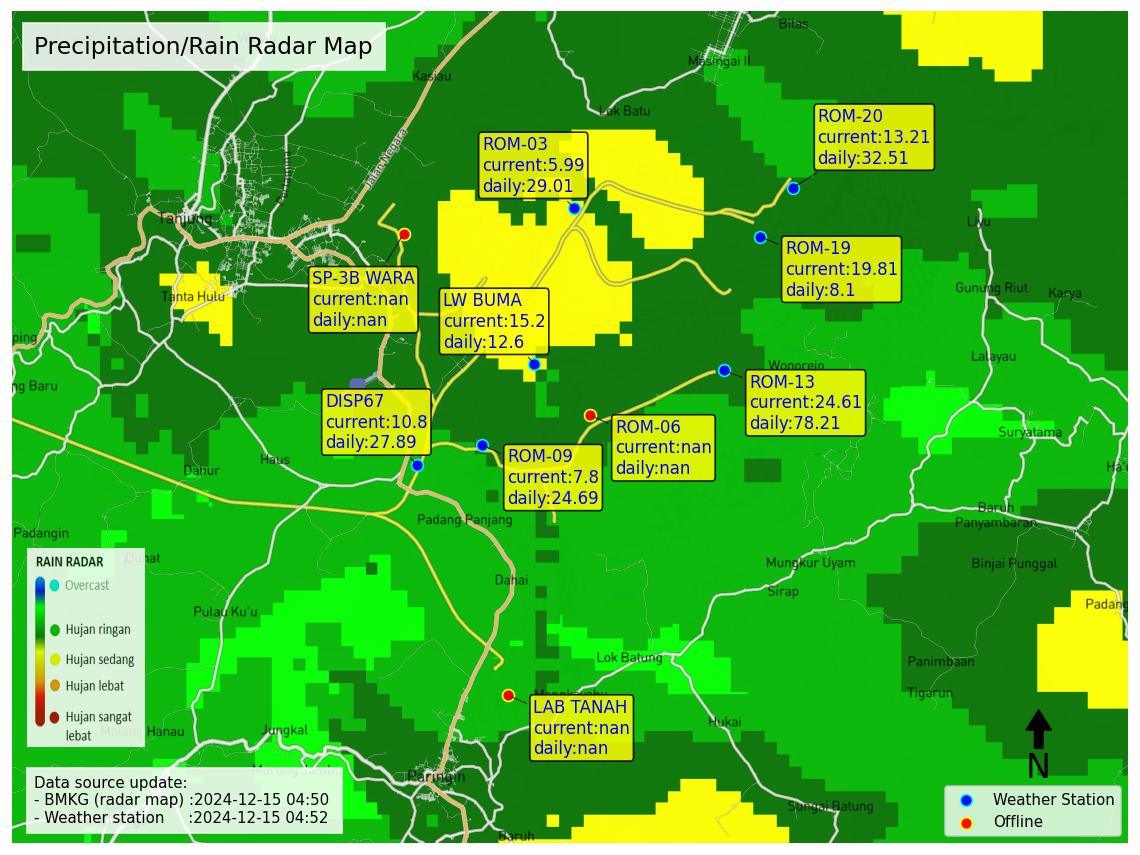 Precipitation/Rain Radar Map
Bilas
Masingai II
Kasiau
Lok Batu
Jalan Negara
ROM-20
current:13.21
daily:32.51
ROM-03
current:5.99
daily:29.01
Tanjung
Liyu
ROM-19
current:19.81
daily:8.1
SP-3B WARA
current:nan
daily:nan
Tanta Hulu
LW BUMA
current:15.2
daily:12.6
Gunung Riut
Karya
ping
Lalayau
Wonorejo
ng Baru
ROM-13
current:24.61
daily:78.21
DISP67
current:10.8
daily:27.89
ROM-06
current:nan
daily:nan
Suryatama
ROM-09
current:7.8
daily:24.69
Haus
Dahur
Baruh
Panyambaran
Padang Panjang
Padangin
Binjai Punggal
Mungkur Uyam
Dahai
Sirap
RAIN RADAR
Overcast
Hujan ringan
Hujan sedang
Hujan lebat
Hujan sangat
lebat
Pulau Ku'u
Padang
Lok Batung
Panimbaan
Tigarun
LAB TANAH
current:nan
daily:nan
Hukai
Jungkal
N
Paringin
Data source update:
- BMKG (radar map) :2024-12-15 04:50
- Weather station :2024-12-15 04:52
Weather Station
Offline
Sungai Batung
Baruh